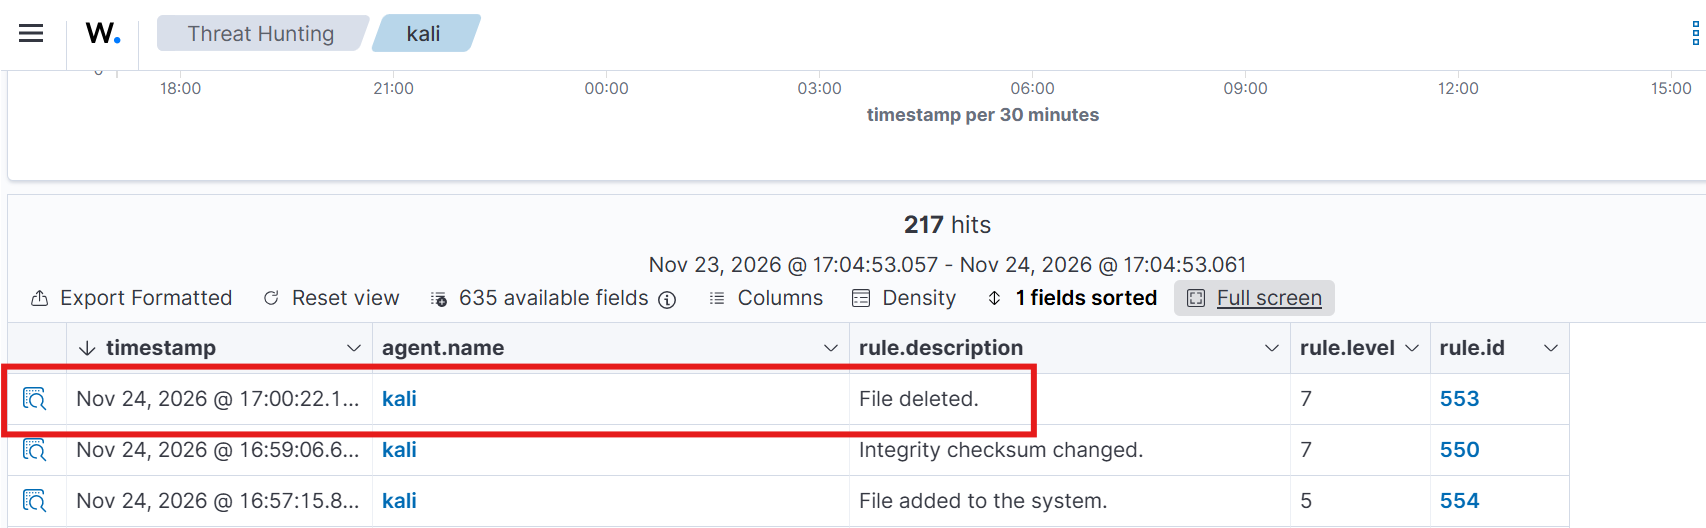 W.
Threat Hunting
kali
0
18:00 21:00 00:00 03:00 06:00 09:00 12:00 15:00
timestamp per 30 minutes
217 hits
Nov 23, 2026 @ 17:04:53.057 - Nov 24, 2026 @ 17:04:53.061
Export Formatted Reset view 635 available fields Columns Density 1 fields sorted Full screen
timestamp agent.name rule.description rule.level rule.id
Nov 24, 2026 @ 17:00:22.1... kali File deleted. 7 553
Nov 24, 2026 @ 16:59:06.6... kali Integrity checksum changed. 7 550
Nov 24, 2026 @ 16:57:15.8... kali File added to the system. 5 554